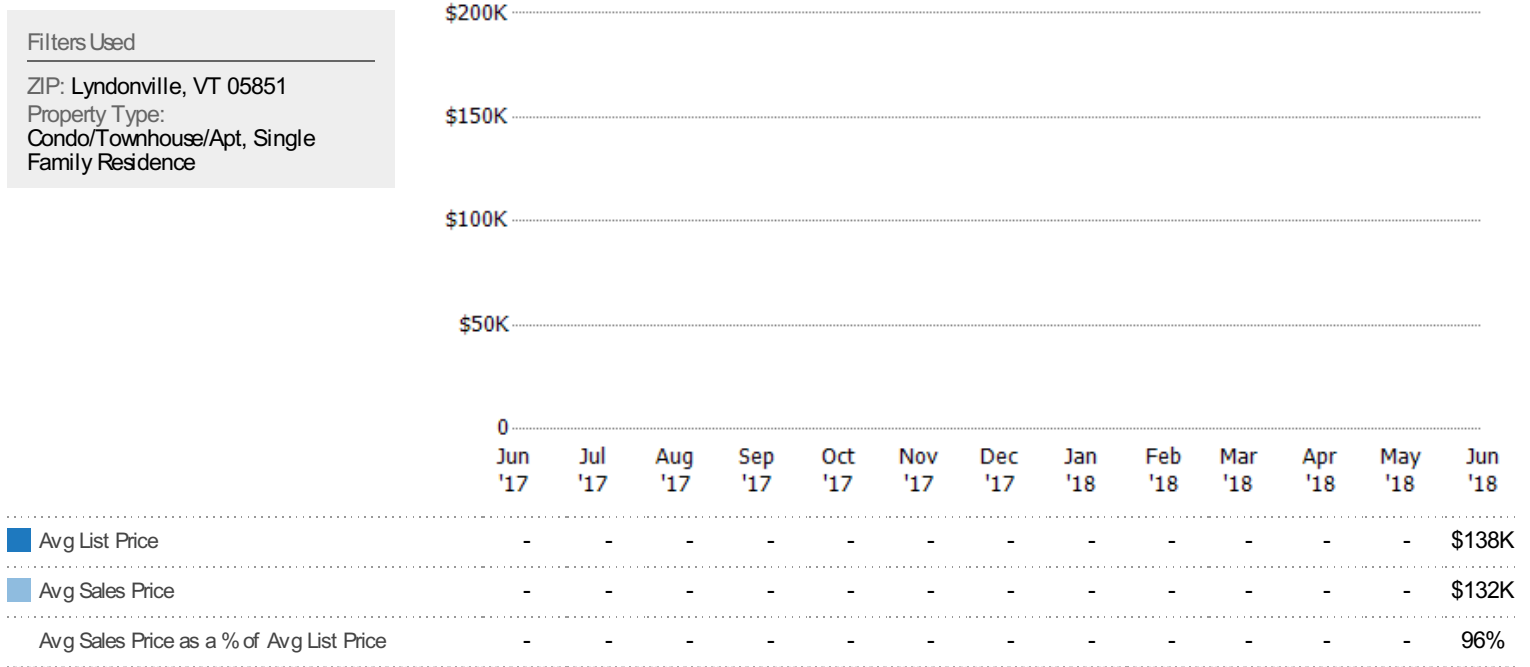 Filters Used
ZIP: Lyndonville, VT 05851
Property Type:
Condo/Townhouse/Apt, Single
Family Residence
$200K
$150K
$100K
$50K
0
Jun Jul Aug Sep Oct Nov Dec Jan Feb Mar Apr May Jun
'17 '17 '17 '17 '17 '17 '17 '18 '18 '18 '18 '18 '18
Avg List Price - - - - - - - - - - - - $138K
Avg Sales Price - - - - - - - - - - - - $132K
Avg Sales Price as a % of Avg List Price - - - - - - - - - - - - 96%